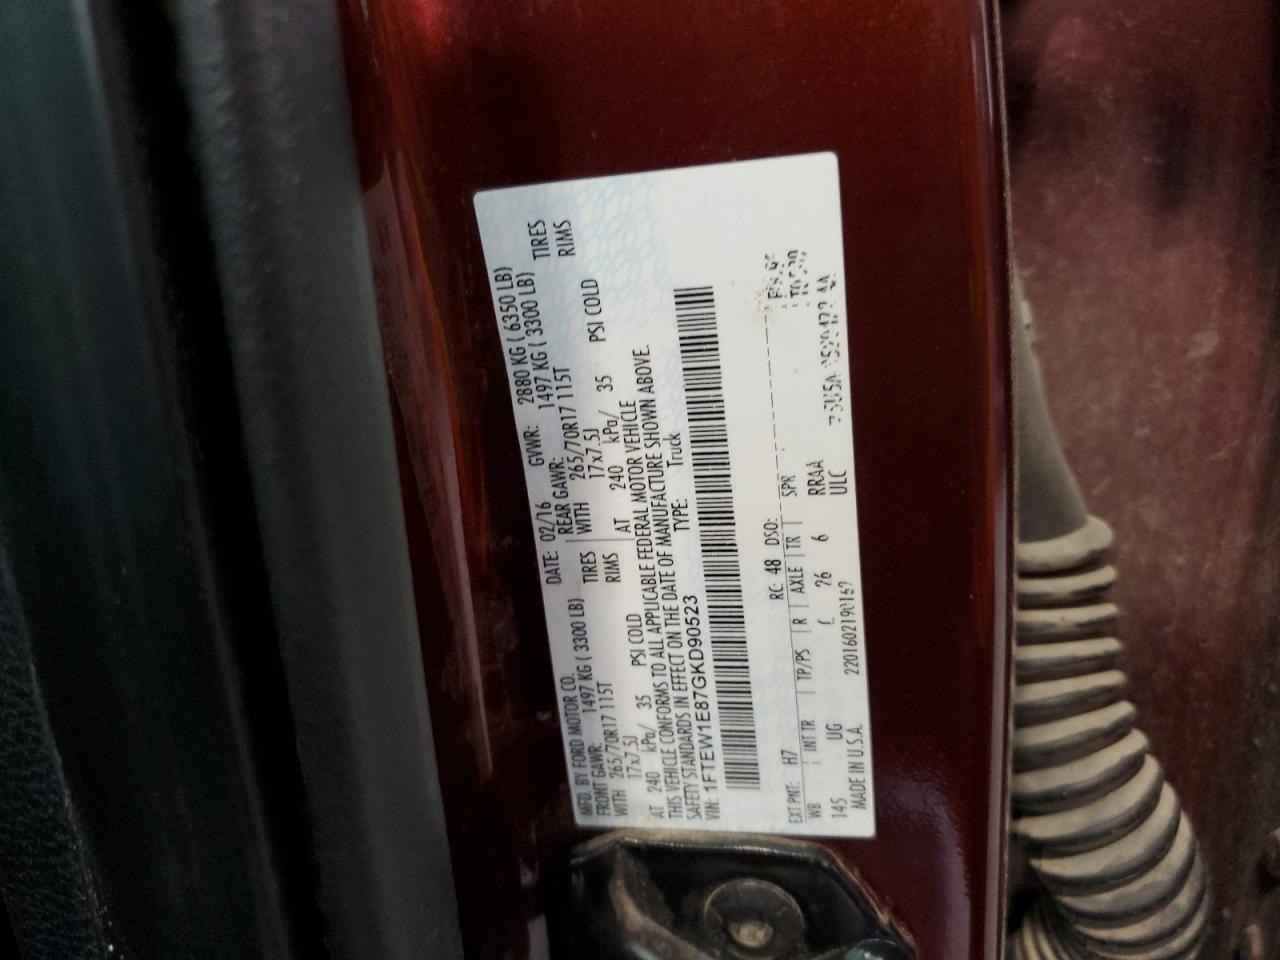 MFD. BY FORD MOTOR CO. DATE: 02/16 GVWR: 2880 KG ( 6350 LB)
FRONT GAWR: 1497 KG ( 3300 LB) REAR GAWR: 1497 KG ( 3300 LB)
WITH 265/70R17 115T TIRES WITH 265/70R17 115T TIRES
17x7.5J RIMS 17x7.5J RIMS
AT 240 kPa/ 35 PSI COLD AT 240 kPa/ 35 PSI COLD
THIS VEHICLE CONFORMS TO ALL APPLICABLE FEDERAL MOTOR VEHICLE
SAFETY STANDARDS IN EFFECT ON THE DATE OF MANUFACTURE SHOWN ABOVE.
VIN: 1FTEW1E87GKD90523 TYPE: Truck
EXT PNT: H7 RC: 48 DSO:
WB INT TR TP/PS R AXLE TR SPR
145 UG 26 6 RRAA
MADE IN U.S.A. ULC